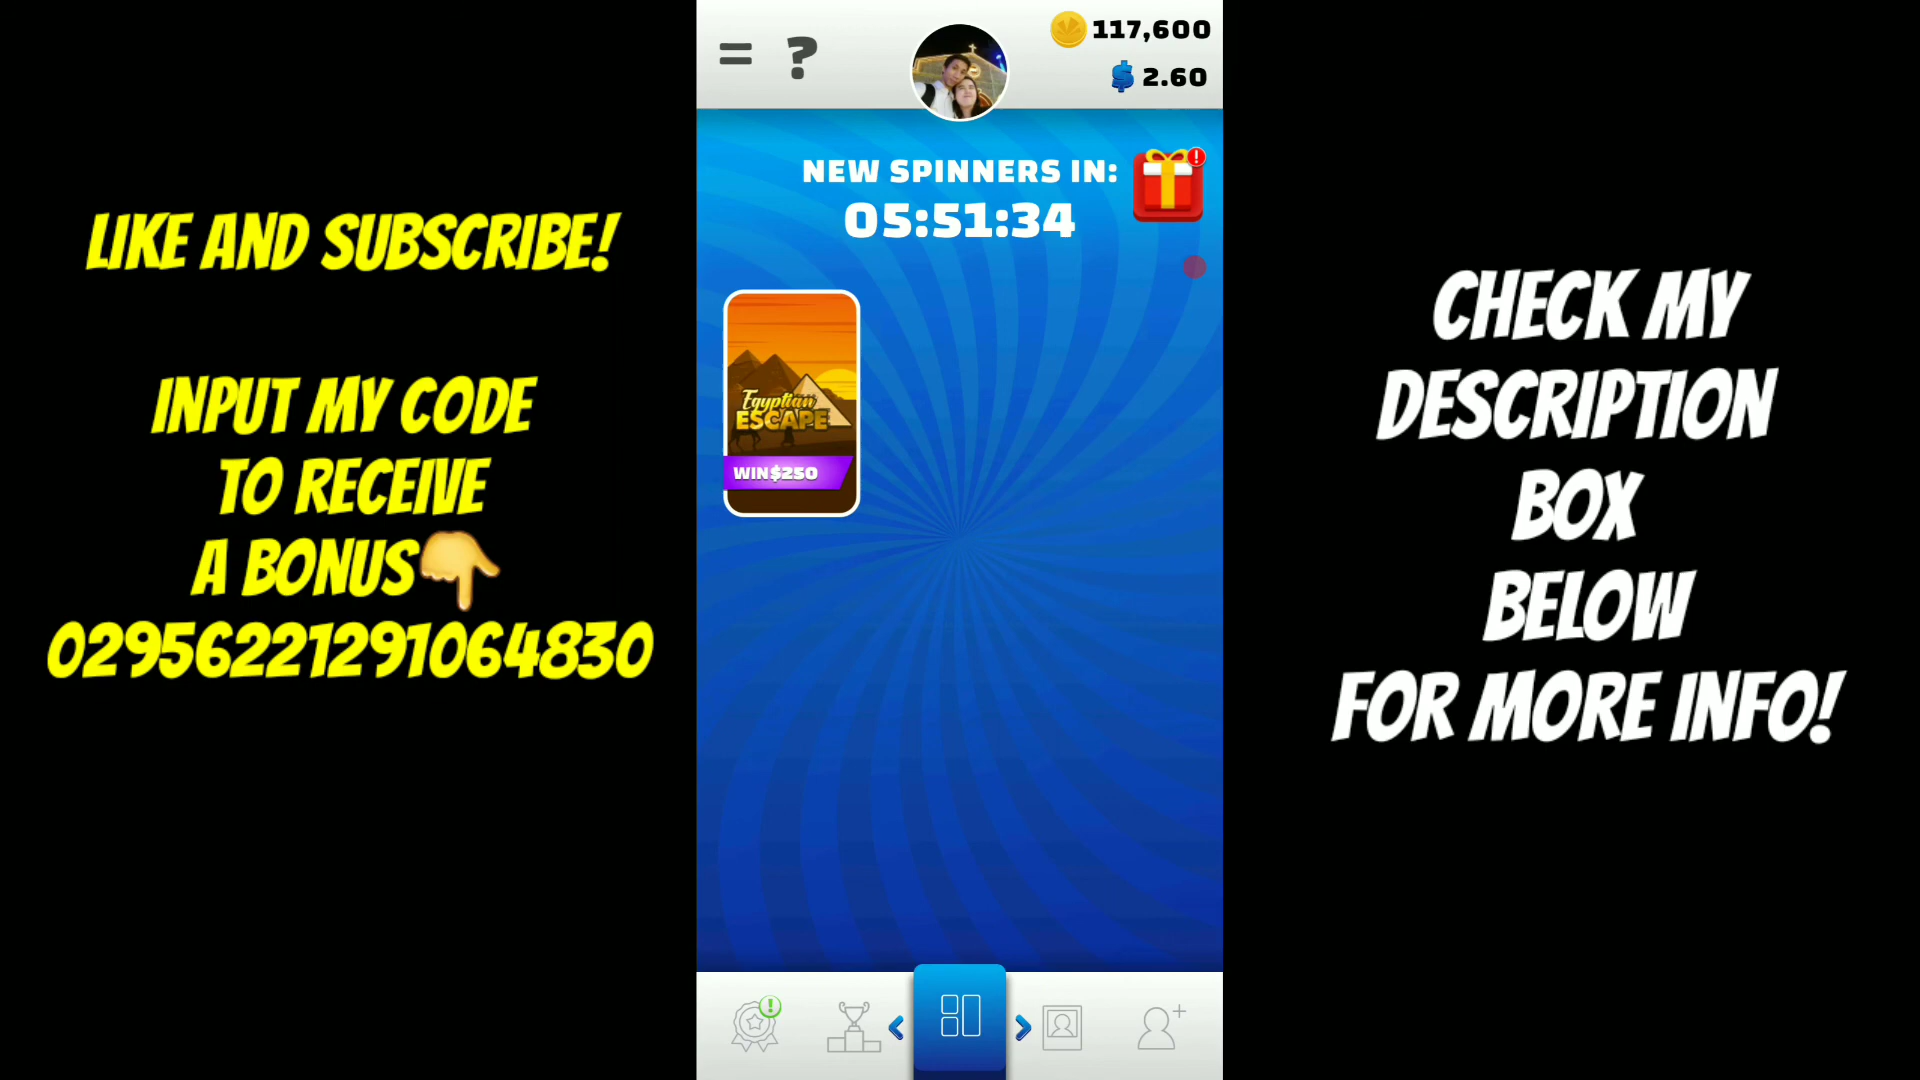 LIKE AND SUBSCRIBE!
INPUT MY CODE
TO RECEIVE
A BONUS👇
02956221291064830
= ?
117,600
$ 2.60
NEW SPINNERS IN:
05:51:34
Egyptian
ESCAPE
WIN $250
CHECK MY
DESCRIPTION
BOX
BELOW
FOR MORE INFO!